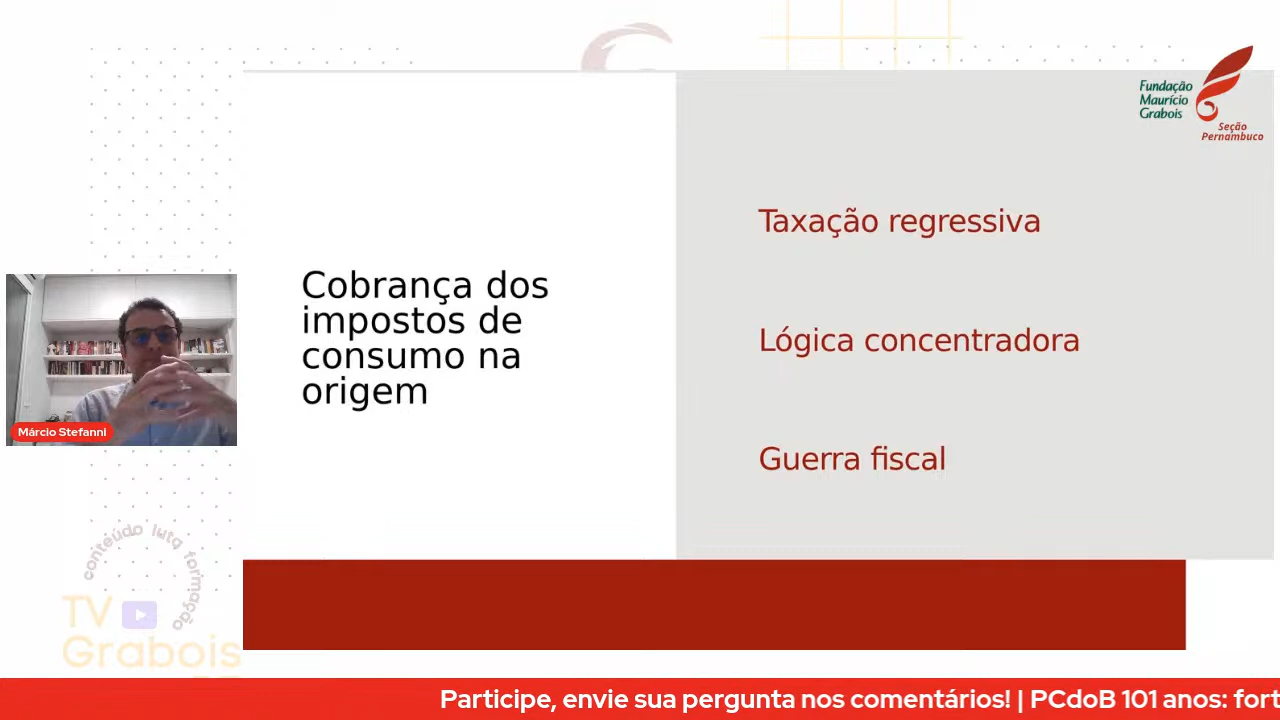 Fundação
Maurício
Grabois
Seção
Pernambuco
Cobrança dos
impostos de
consumo na
origem
Taxação regressiva
Lógica concentradora
Guerra fiscal
Márcio Stefanni
conteúdo luta formação
TV
Grabois
Participe, envie sua pergunta nos comentários! | PCdoB 101 anos: fort